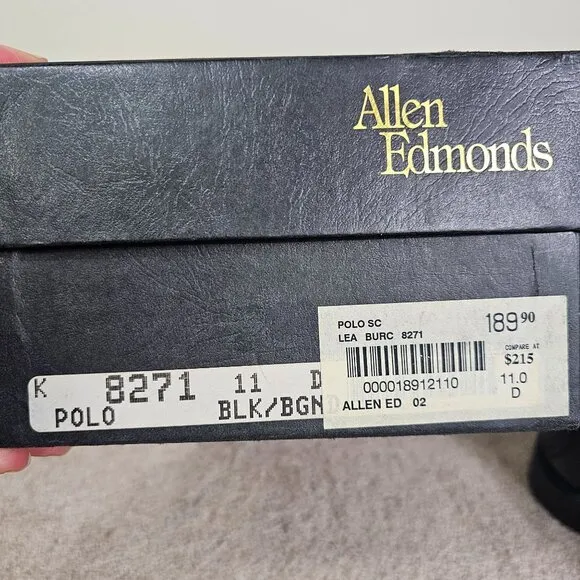 Allen
Edmonds
K 8271 11 D
POLO BLK/BGN
POLO SC 189 90
LEA BURC 8271
COMPARE AT
$215
000018912110 11.0
ALLEN ED 02 D